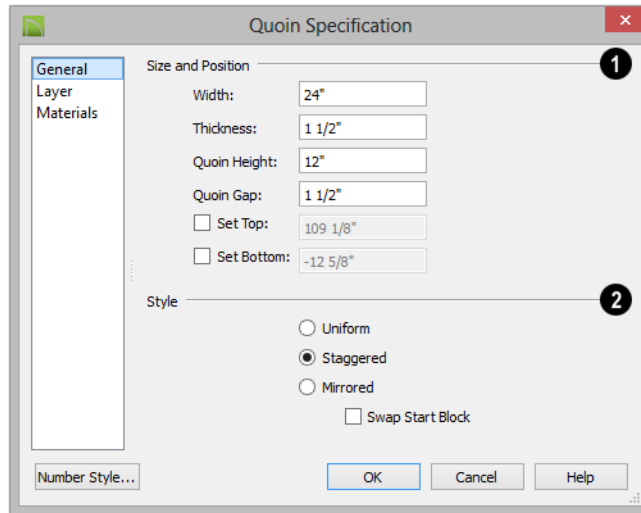 Quoin Specification
General
Layer
Materials
Size and Position
1
Width: 24"
Thickness: 1 1/2"
Quoin Height: 12"
Quoin Gap: 1 1/2"
Set Top: 109 1/8"
Set Bottom: -12 5/8"
Style
2
Uniform
Staggered
Mirrored
Swap Start Block
Number Style... OK Cancel Help